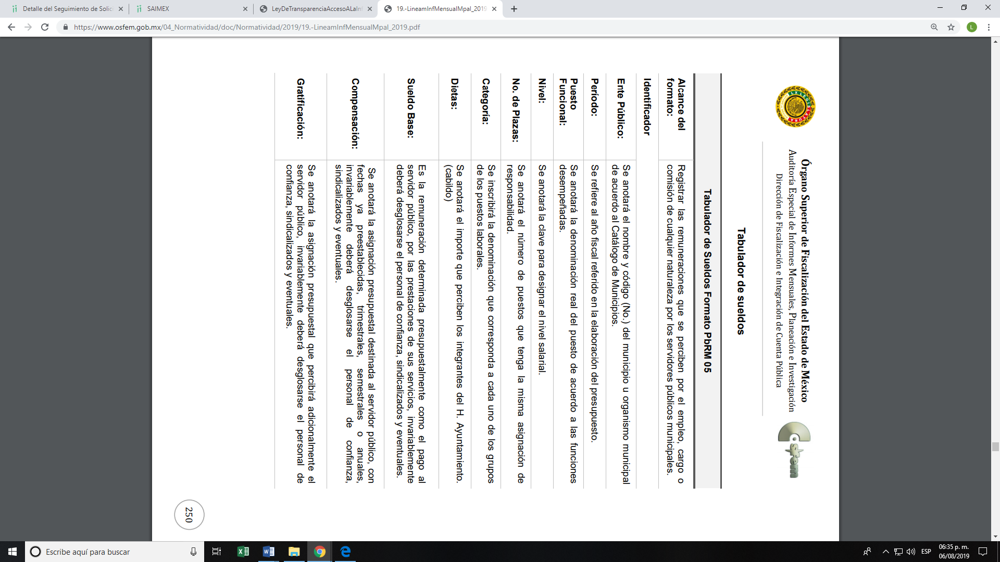 Detalle del Seguimiento de Solici
SAIMEX
LeyDeTransparenciaAccesoALaInf
19.-LineamInfMensualMpal_2019
https://www.osfem.gob.mx/04_Normatividad/doc/Normatividad/2019/19.-LineamInfMensualMpal_2019.pdf
L
LX LEGISLATURA
Órgano Superior de Fiscalización del Estado de México
Auditoría Especial de Informes Mensuales, Planeación e Investigación
Dirección de Fiscalización e Integración de Cuenta Pública
osfem
Tabulador de sueldos
Tabulador de Sueldos Formato PbRM 05
Alcance del
formato:
Registrar las remuneraciones que se perciben por el empleo, cargo o
comisión de cualquier naturaleza por los servidores públicos municipales.
Identificador
Ente Público:
Se anotará el nombre y código (No.) del municipio u organismo municipal
de acuerdo al Catálogo de Municipios.
Período:
Se refiere al año fiscal referido en la elaboración del presupuesto.
Puesto
Funcional:
Se anotará la denominación real del puesto de acuerdo a las funciones
desempeñadas.
Nivel:
Se anotará la clave para designar el nivel salarial.
No. de Plazas:
Se anotará el número de puestos que tenga la misma asignación de
responsabilidad.
Categoría:
Se inscribirá la denominación que corresponda a cada uno de los grupos
de los puestos laborales.
Dietas:
Se anotará el importe que perciben los integrantes del H. Ayuntamiento.
(cabildo)
Sueldo Base:
Es la remuneración determinada presupuestalmente como el pago al
servidor público, por las prestaciones de sus servicios, invariablemente
deberá desglosarse el personal de confianza, sindicalizados y eventuales.
Compensación:
Se anotará la asignación presupuestal destinada al servidor público, con
fechas ya preestablecidas, trimestrales, semestrales o anuales,
invariablemente deberá desglosarse el personal de confianza,
sindicalizados y eventuales.
Gratificación:
Se anotará la asignación presupuestal que percibirá adicionalmente el
servidor público, invariablemente deberá desglosarse el personal de
confianza, sindicalizados y eventuales.
250
Escribe aquí para buscar
ESP
06:35 p. m.
06/08/2019